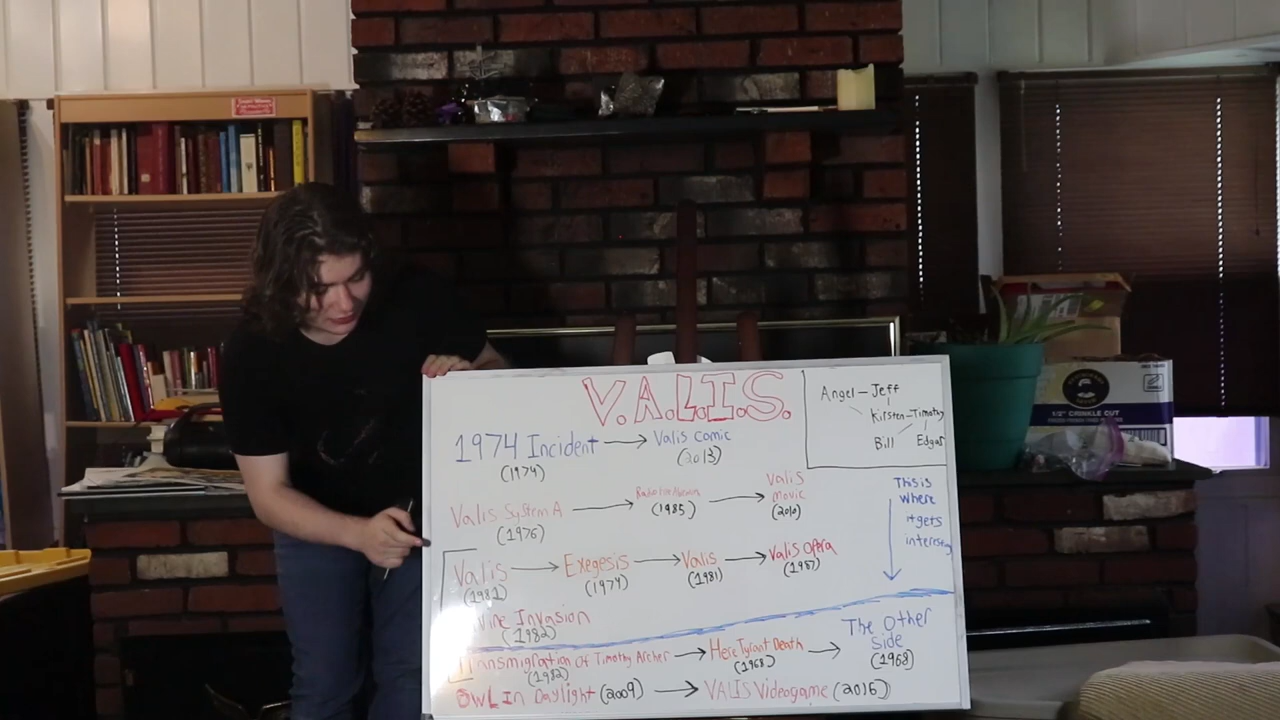 V.A.L.I.S.
Angel — Jeff
Kirsten — Timothy
Bill Edgar
1974 Incident → Valis Comic
(1974) (2013)
Valis System A → Radio Free Albemuth → Valis Movie
(1976) (1985) (2010)
This is
Where
it gets
interesting
Valis → Exegesis → Valis → Valis Opera
(1981) (1974) (1981) (1987)
vine Invasion
(1982)
Transmigration Of Timothy Archer → Here Tyrant Death → The Other Side
(1982) (1968) (1968)
OWL In Daylight (2009) → VALIS Videogame (2016)
1/2" CRINKLE CUT